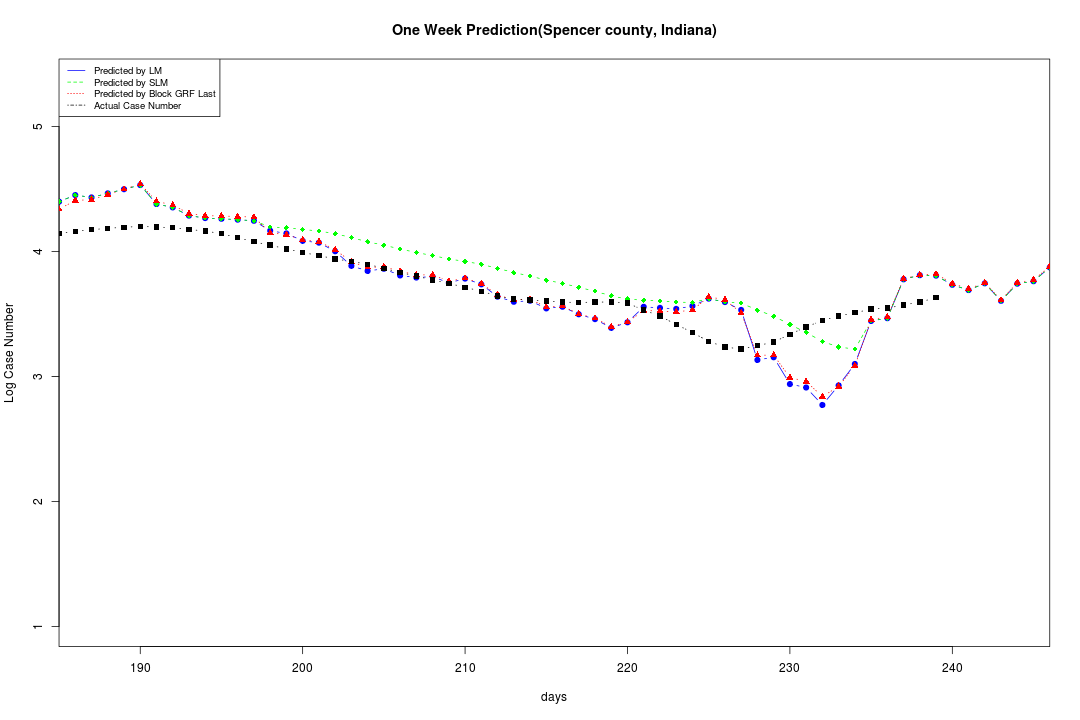 One Week Prediction(Spencer county, Indiana)
Predicted by LM
Predicted by SLM
Predicted by Block GRF Last
Actual Case Number
5
4
3
2
1
Log Case Number
190 200 210 220 230 240
days